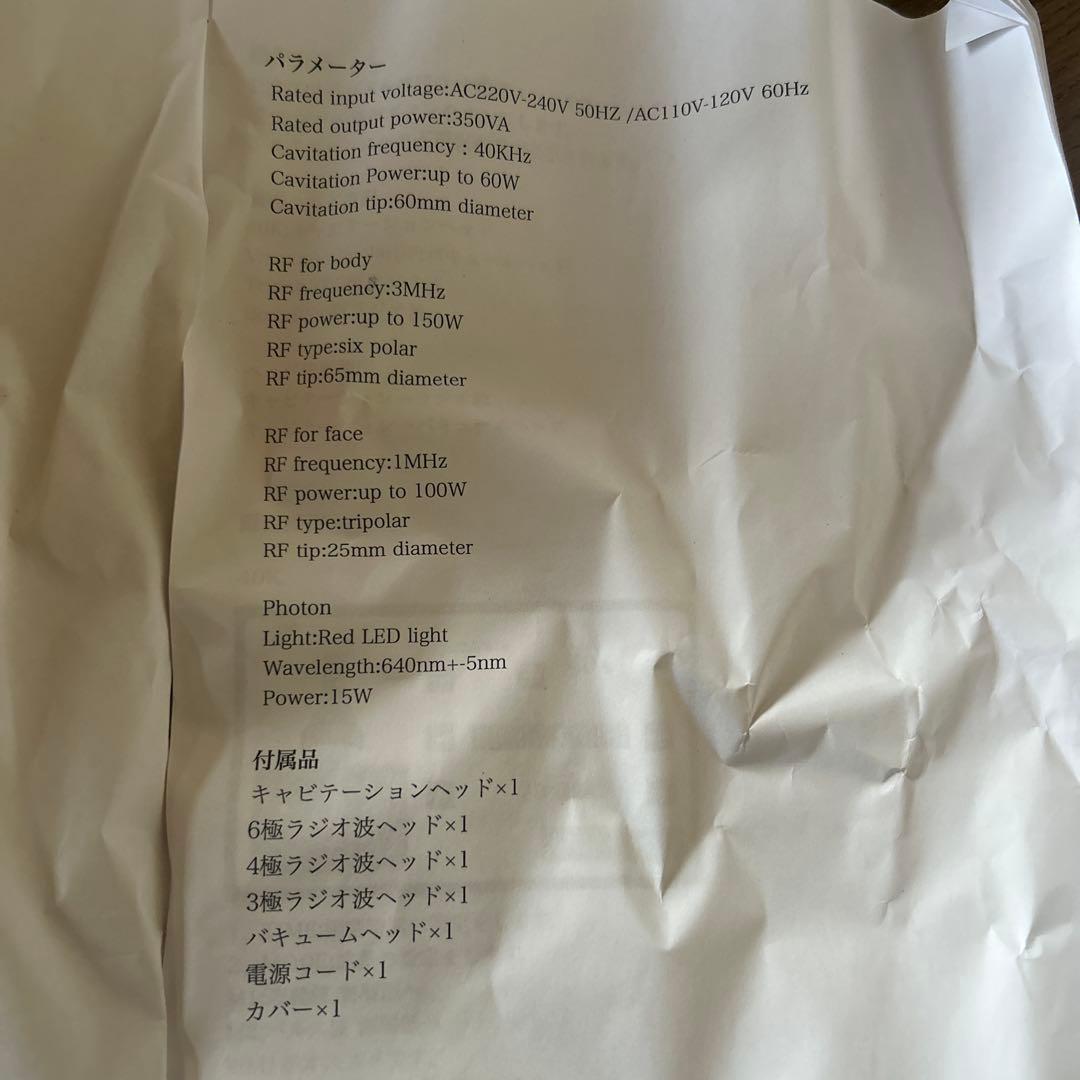 パラメーター
Rated input voltage:AC220V-240V 50HZ /AC110V-120V 60Hz
Rated output power:350VA
Cavitation frequency : 40KHz
Cavitation Power:up to 60W
Cavitation tip:60mm diameter
RF for body
RF frequency:3MHz
RF power:up to 150W
RF type:six polar
RF tip:65mm diameter
RF for face
RF frequency:1MHz
RF power:up to 100W
RF type:tripolar
RF tip:25mm diameter
Photon
Light:Red LED light
Wavelength:640nm+-5nm
Power:15W
付属品
キャビテーションヘッド×1
6極ラジオ波ヘッド×1
4極ラジオ波ヘッド×1
3極ラジオ波ヘッド×1
バキュームヘッド×1
電源コード×1
カバー×1